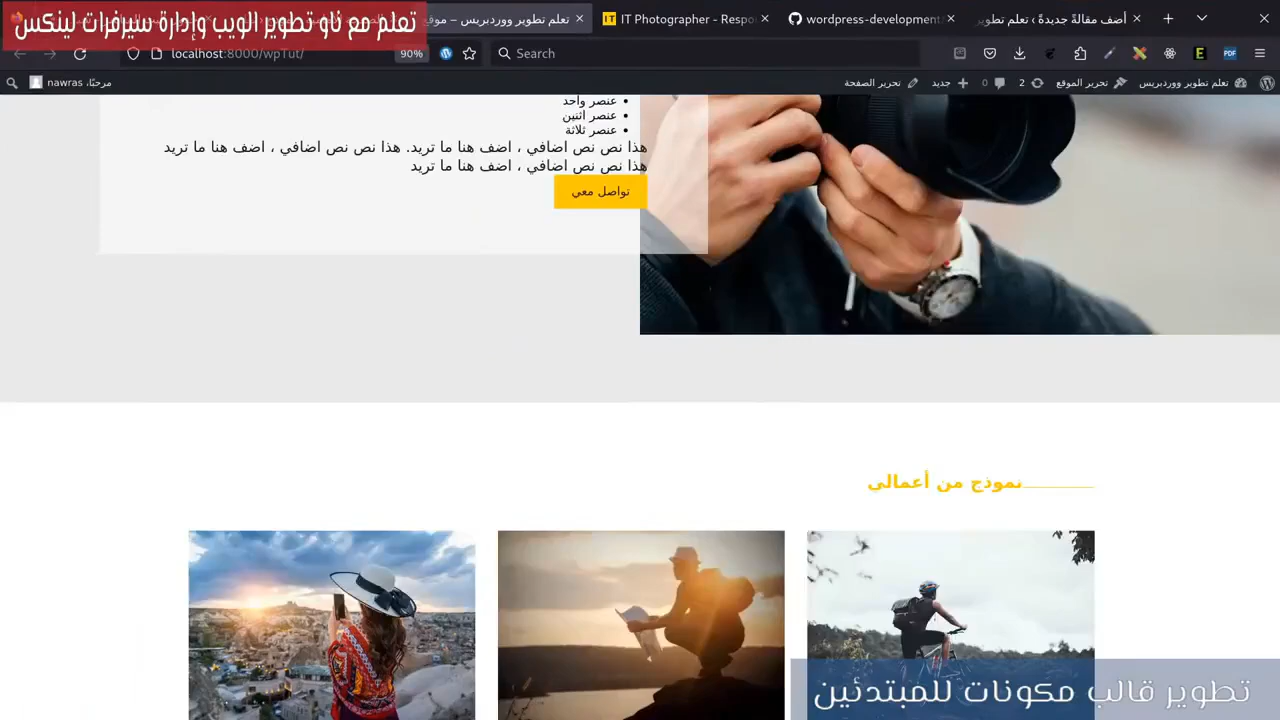 تعلم مع ناو تطوير الويب وإدارة سيرفرات لينكس
تعلم تطوير ووردبريس – موقع
IT Photographer - Respo
wordpress-development
أضف مقالةً جديدةً ‹ تعلم تطوير
localhost:8000/wpTut/
90%
Search
مرحبًا، nawras
تحرير الصفحة
جديد
0
2
تحرير الموقع
تعلم تطوير ووردبريس
عنصر واحد
عنصر اثنين
عنصر ثلاثة
هذا نص نص اضافي ، اضف هنا ما تريد. هذا نص نص اضافي ، اضف هنا ما تريد
هذا نص نص اضافي ، اضف هنا ما تريد
تواصل معي
نموذج من أعمالى
تطوير قالب مكونات للمبتدئين